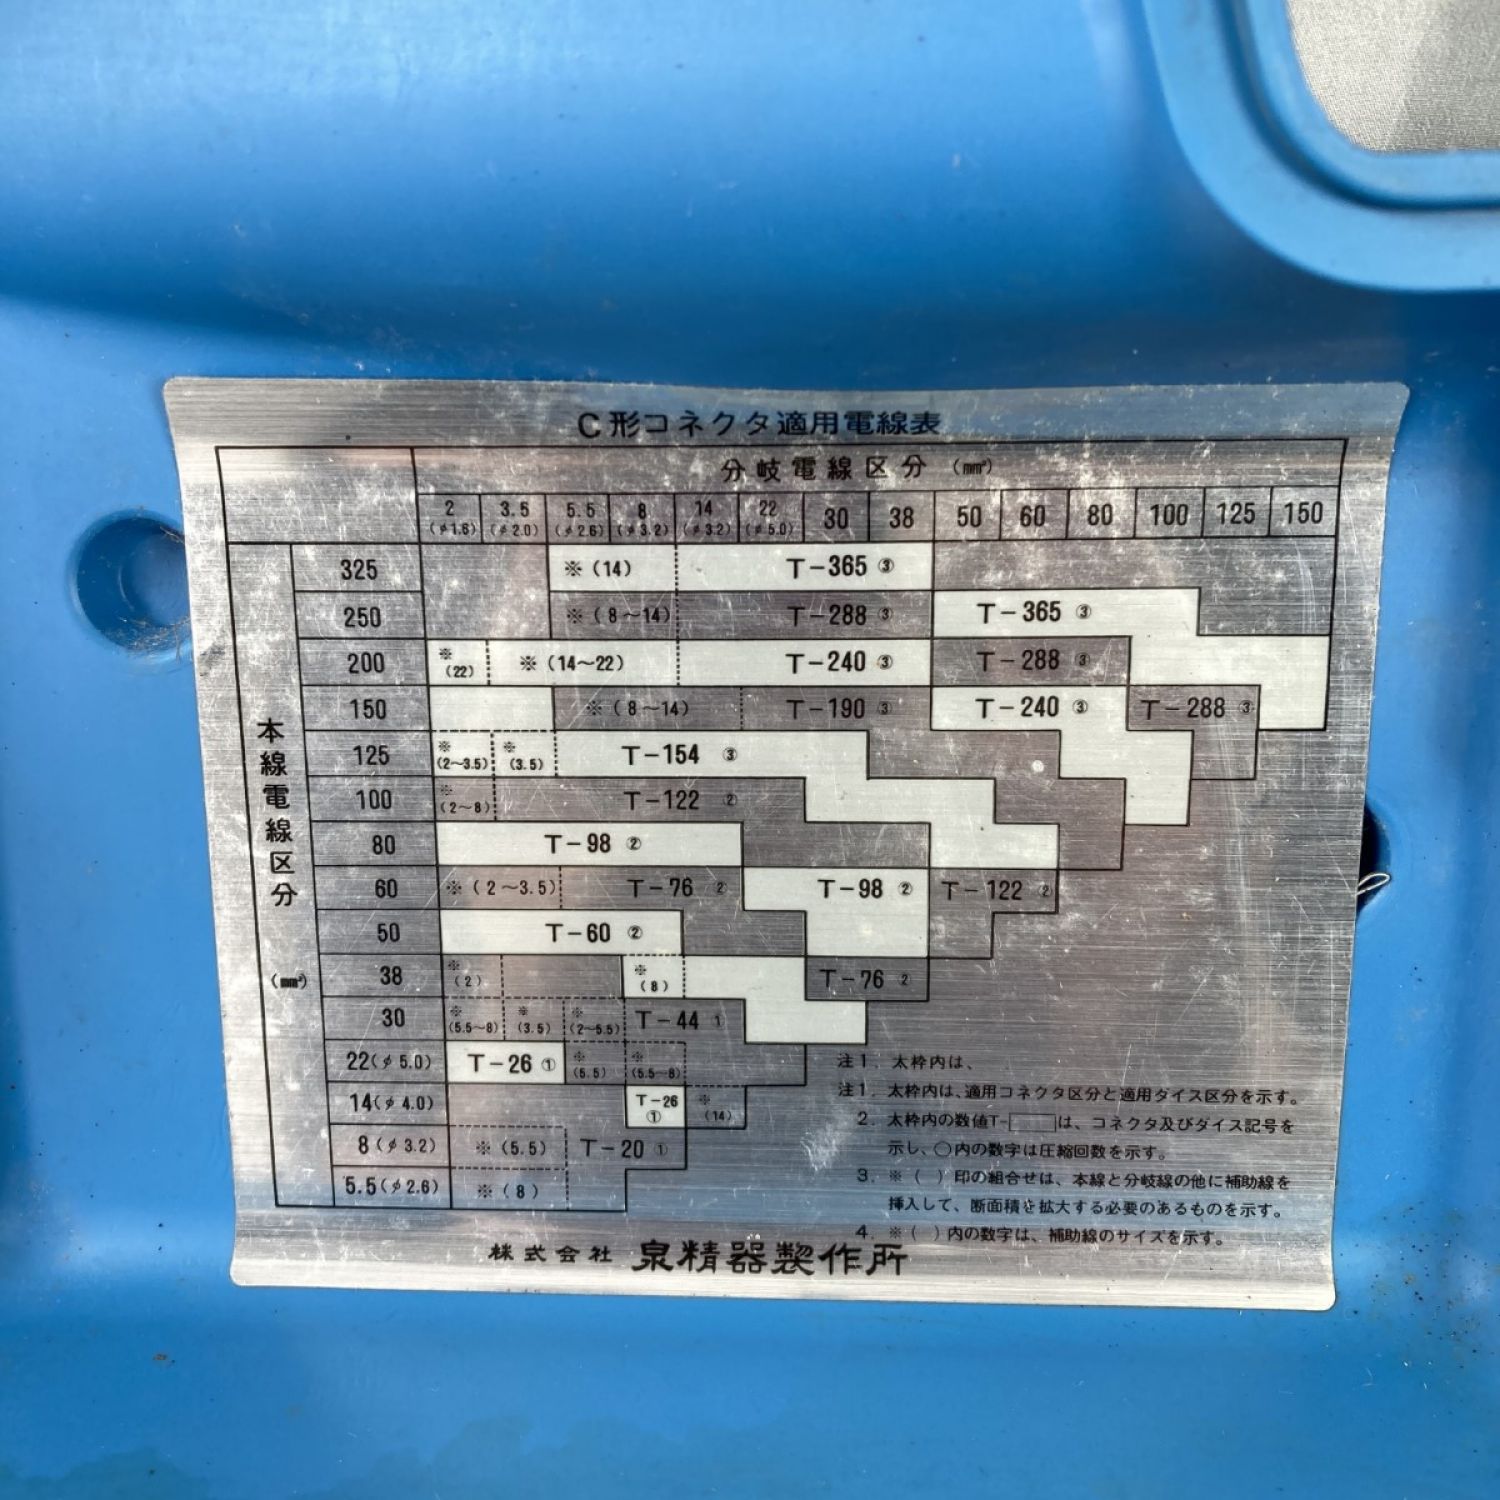 C形コネクタ適用電線表
分岐電線区分 (mm²)
2 3.5 5.5 8 14 22 30 38 50 60 80 100 125 150
(φ1.6) (φ2.0) (φ2.6) (φ3.2) (φ3.2) (φ5.0)
本線電線区分 (mm²)
325 ※(14) T-365 ③
250 ※(8～14) T-288 ③ T-365 ③
200 ※(22) ※(14～22) T-240 ③ T-288 ③
150 ※(8～14) T-190 ③ T-240 ③ T-288 ③
125 ※(2～3.5) ※(3.5) T-154 ③
100 ※(2～8) T-122 ②
80 T-98 ②
60 ※(2～3.5) T-76 ② T-98 ② T-122 ②
50 T-60 ②
38 ※(2) ※(8) T-76 ②
30 ※(5.5～8) ※(3.5) ※(2～5.5) T-44 ①
22(φ5.0) T-26 ① ※(5.5) ※(5.5～8)
14(φ4.0) T-26 ① ※(14)
8(φ3.2) ※(5.5) T-20 ①
5.5(φ2.6) ※(8)
注1. 太枠内は、
注1. 太枠内は、適用コネクタ区分と適用ダイス区分を示す。
2. 太枠内の数値T-□は、コネクタ及びダイス記号を
示し、○内の数字は圧縮回数を示す。
3. ※( )印の組合せは、本線と分岐線の他に補助線を
挿入して、断面積を拡大する必要のあるものを示す。
4. ※( )内の数字は、補助線のサイズを示す。
株式会社 泉精器製作所